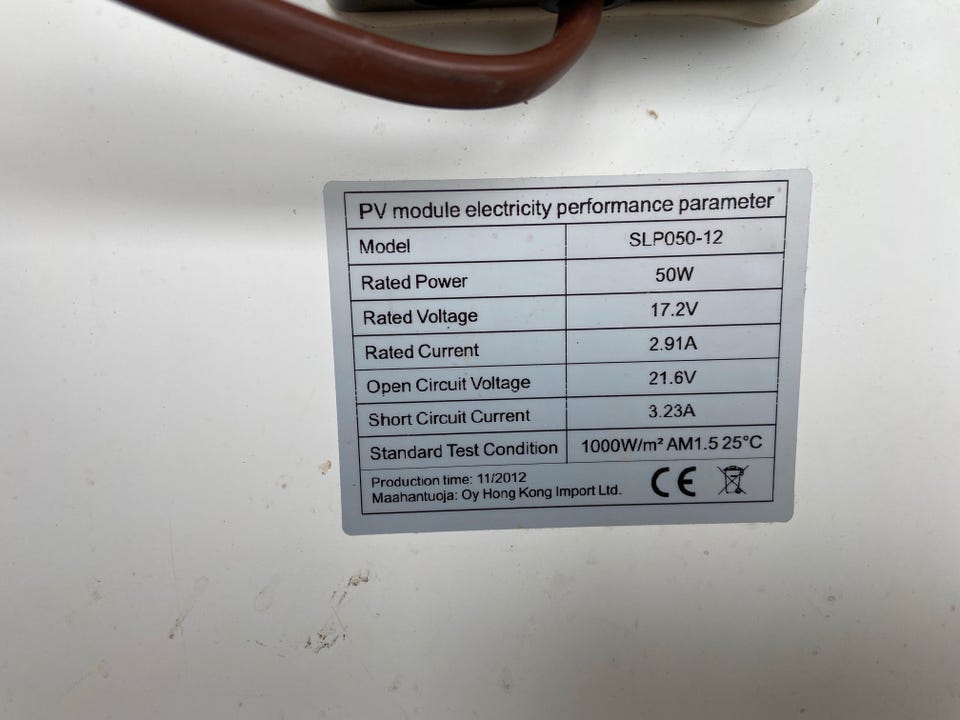 PV module electricity performance parameter
Model SLP050-12
Rated Power 50W
Rated Voltage 17.2V
Rated Current 2.91A
Open Circuit Voltage 21.6V
Short Circuit Current 3.23A
Standard Test Condition 1000W/m² AM1.5 25°C
Production time: 11/2012
Maahantuoja: Oy Hong Kong Import Ltd.
CE